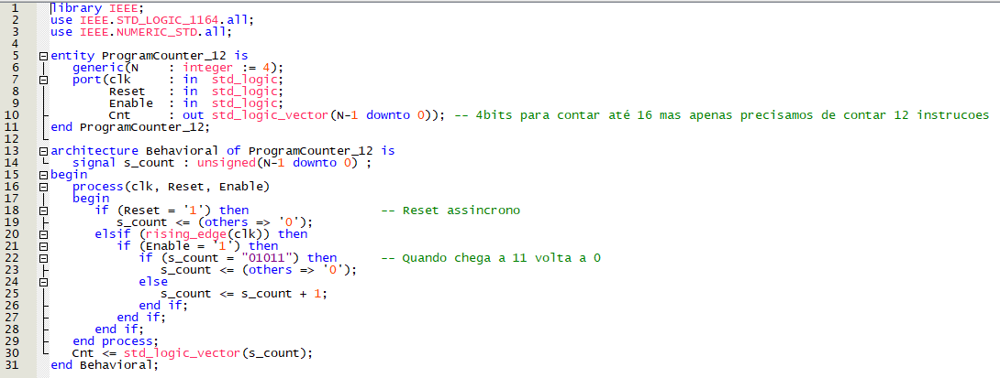 1 library IEEE;
2 use IEEE.STD_LOGIC_1164.all;
3 use IEEE.NUMERIC_STD.all;
4
5 entity ProgramCounter_12 is
6    generic(N    : integer := 4);
7    port(clk     : in  std_logic;
8         Reset   : in  std_logic;
9         Enable  : in  std_logic;
10         Cnt     : out std_logic_vector(N-1 downto 0)); -- 4bits para contar até 16 mas apenas precisamos de contar 12 instrucoes
11 end ProgramCounter_12;
12
13 architecture Behavioral of ProgramCounter_12 is
14    signal s_count : unsigned(N-1 downto 0) ;
15 begin
16    process(clk, Reset, Enable)
17    begin
18       if (Reset = '1') then                  -- Reset assincrono
19          s_count <= (others => '0');
20       elsif (rising_edge(clk)) then
21          if (Enable = '1') then
22             if (s_count = "01011") then      -- Quando chega a 11 volta a 0
23                s_count <= (others => '0');
24             else
25                s_count <= s_count + 1;
26             end if;
27          end if;
28       end if;
29    end process;
30    Cnt <= std_logic_vector(s_count);
31 end Behavioral;